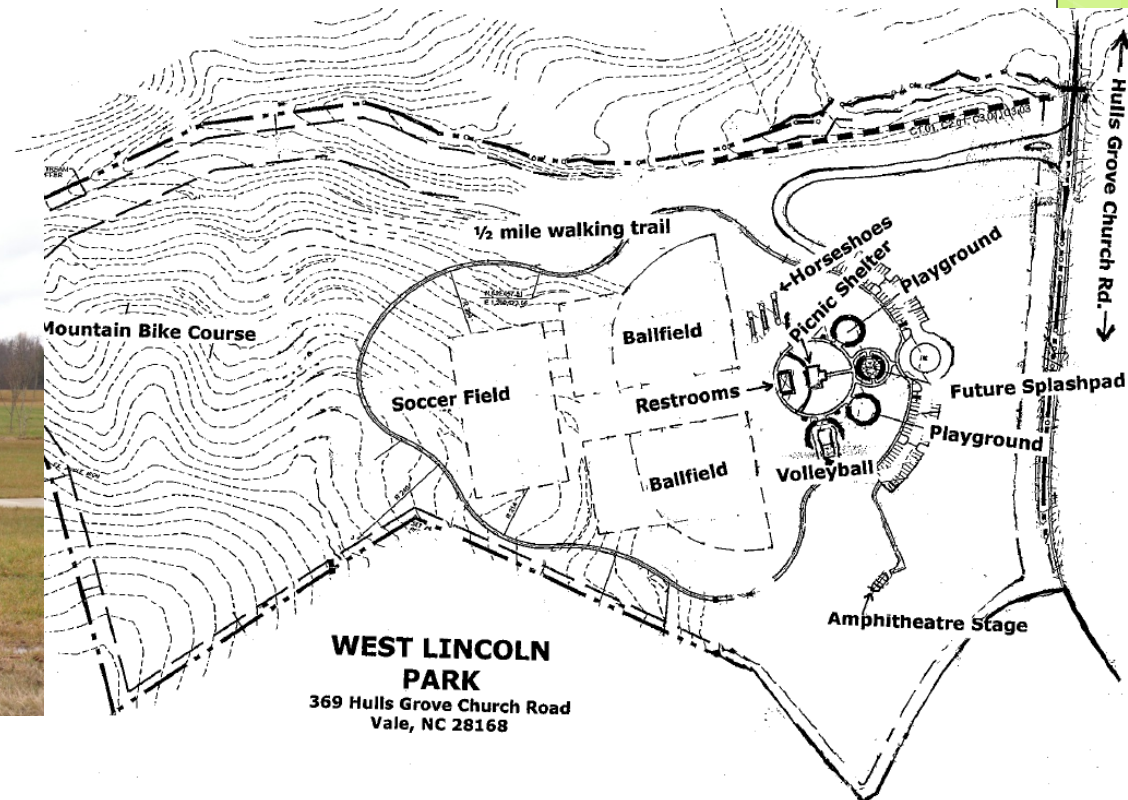 Hulls Grove Church Rd.
½ mile walking trail
Horseshoes
Picnic Shelter
Playground
Mountain Bike Course
Ballfield
Soccer Field
Restrooms
Future Splashpad
Playground
Ballfield
Volleyball
Amphitheatre Stage
WEST LINCOLN
PARK
369 Hulls Grove Church Road
Vale, NC 28168